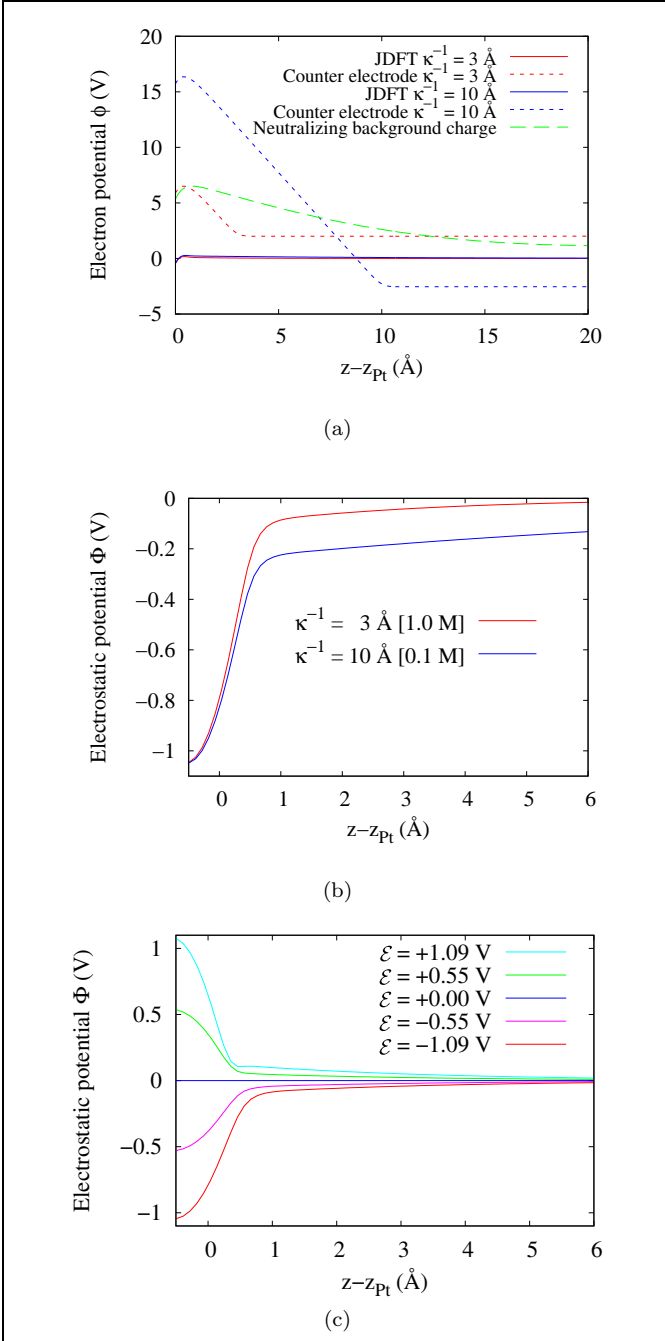 20
15
10
5
0
−5
Electron potential ϕ (V)
JDFT κ⁻¹ = 3 Å
Counter electrode κ⁻¹ = 3 Å
JDFT κ⁻¹ = 10 Å
Counter electrode κ⁻¹ = 10 Å
Neutralizing background charge
0 5 10 15 20
z−z_Pt (Å)
(a)
0
−0.2
−0.4
−0.6
−0.8
−1
Electrostatic potential Φ (V)
κ⁻¹ = 3 Å [1.0 M]
κ⁻¹ = 10 Å [0.1 M]
0 1 2 3 4 5 6
z−z_Pt (Å)
(b)
1
0.5
0
−0.5
−1
Electrostatic potential Φ (V)
ℰ = +1.09 V
ℰ = +0.55 V
ℰ = +0.00 V
ℰ = −0.55 V
ℰ = −1.09 V
0 1 2 3 4 5 6
z−z_Pt (Å)
(c)